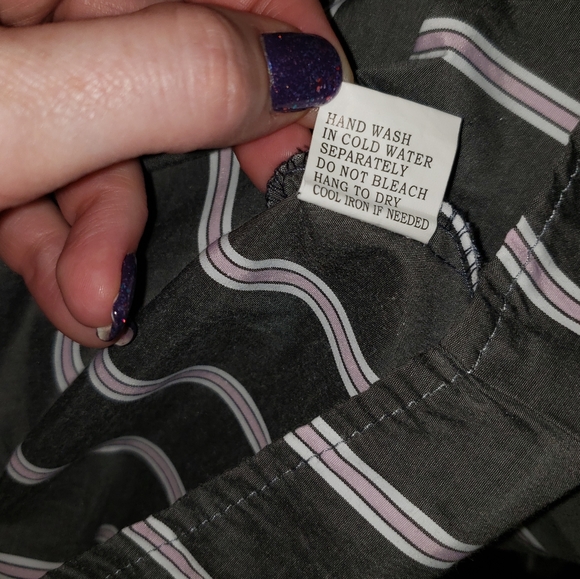 HAND WASH
IN COLD WATER
SEPARATELY
DO NOT BLEACH
HANG TO DRY
COOL IRON IF NEEDED